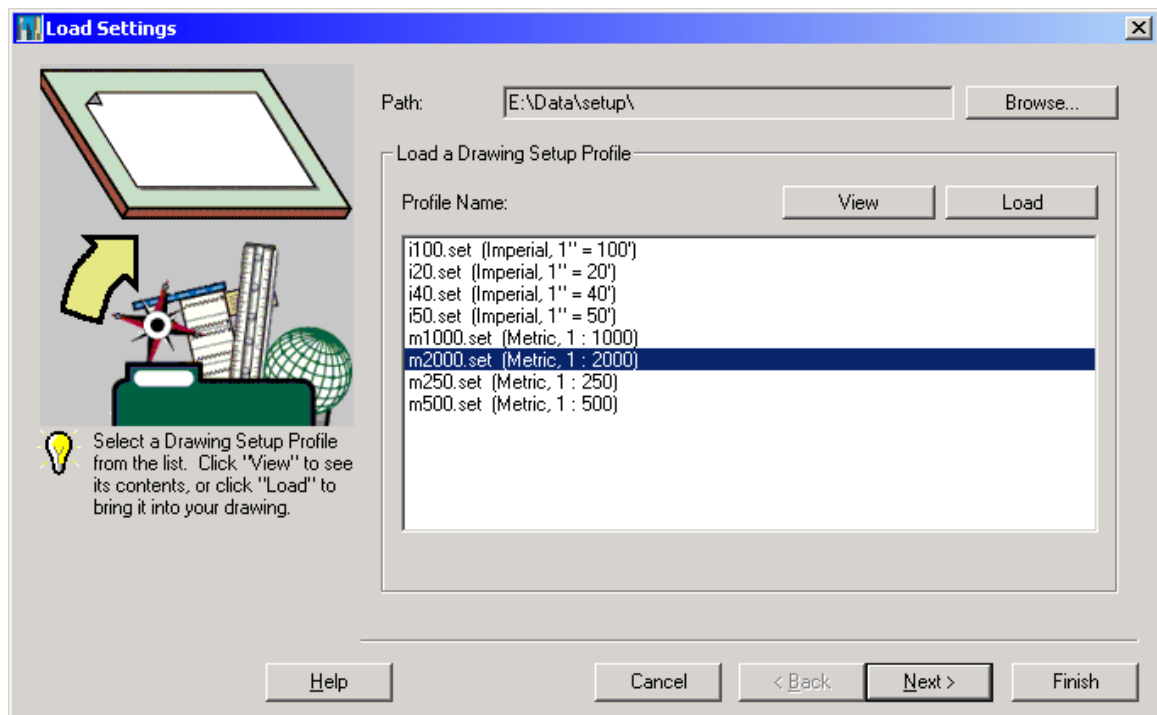 Load Settings
Path: E:\Data\setup\ Browse...
Load a Drawing Setup Profile
Profile Name: View Load
i100.set (Imperial, 1" = 100')
i20.set (Imperial, 1" = 20')
i40.set (Imperial, 1" = 40')
i50.set (Imperial, 1" = 50')
m1000.set (Metric, 1 : 1000)
m2000.set (Metric, 1 : 2000)
m250.set (Metric, 1 : 250)
m500.set (Metric, 1 : 500)
Select a Drawing Setup Profile
from the list. Click "View" to see
its contents, or click "Load" to
bring it into your drawing.
Help Cancel < Back Next > Finish